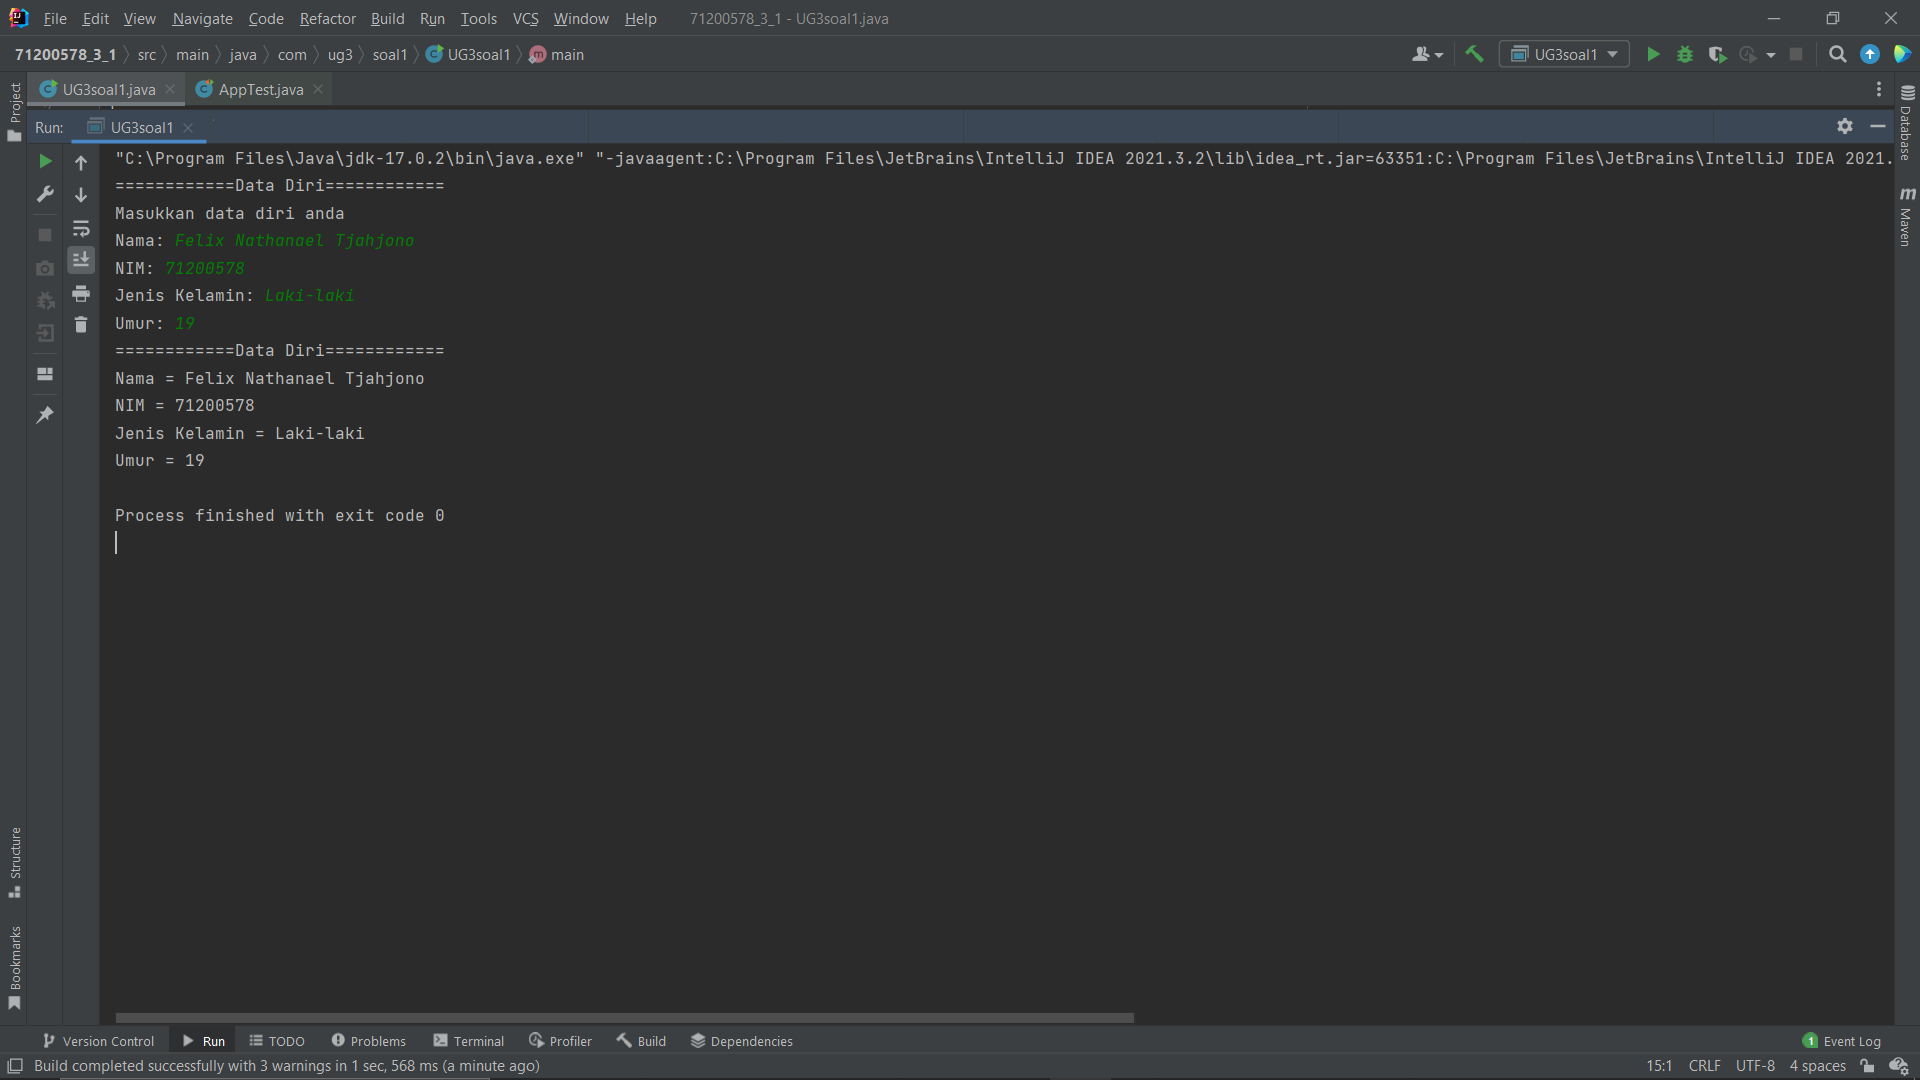 File Edit View Navigate Code Refactor Build Run Tools VCS Window Help 71200578_3_1 - UG3soal1.java
71200578_3_1 src main java com ug3 soal1 UG3soal1 main UG3soal1
UG3soal1.java AppTest.java
Run: UG3soal1
"C:\Program Files\Java\jdk-17.0.2\bin\java.exe" "-javaagent:C:\Program Files\JetBrains\IntelliJ IDEA 2021.3.2\lib\idea_rt.jar=63351:C:\Program Files\JetBrains\IntelliJ IDEA 2021.
============Data Diri============
Masukkan data diri anda
Nama: Felix Nathanael Tjahjono
NIM: 71200578
Jenis Kelamin: Laki-laki
Umur: 19
============Data Diri============
Nama = Felix Nathanael Tjahjono
NIM = 71200578
Jenis Kelamin = Laki-laki
Umur = 19
Process finished with exit code 0
Project
Structure
Bookmarks
Database
Maven
Version Control Run TODO Problems Terminal Profiler Build Dependencies 1 Event Log
Build completed successfully with 3 warnings in 1 sec, 568 ms (a minute ago) 15:1 CRLF UTF-8 4 spaces